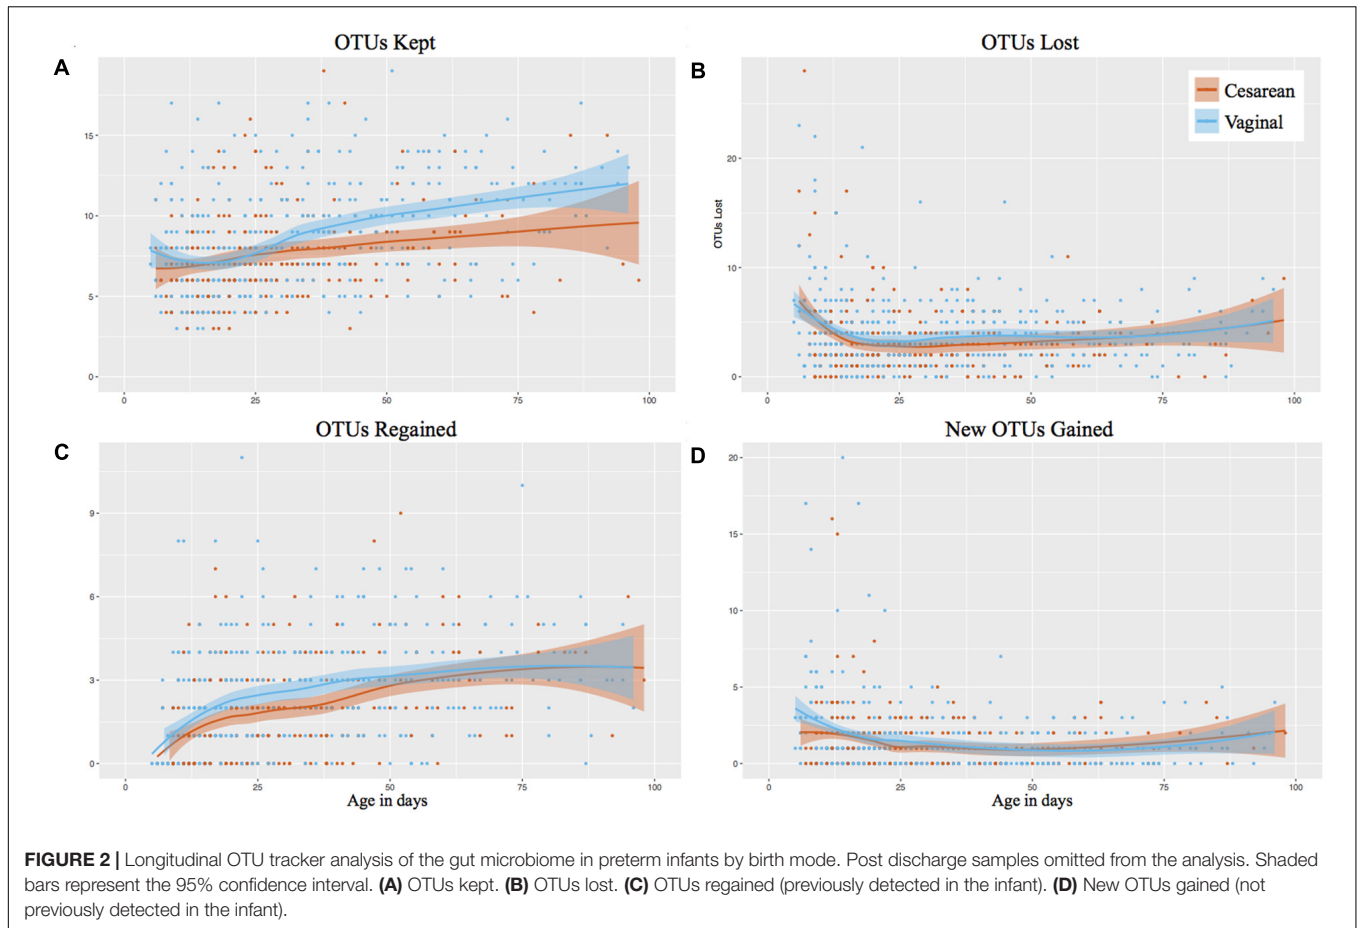 OTUs Kept
A
15
10
5
0
0 25 50 75 100
OTUs Lost
B
OTUs Lost
20
10
0
0 25 50 75 100
Cesarean
Vaginal
OTUs Regained
C
9
6
3
0
0 25 50 75 100
Age in days
New OTUs Gained
D
20
15
10
5
0
0 25 50 75 100
Age in days
FIGURE 2 | Longitudinal OTU tracker analysis of the gut microbiome in preterm infants by birth mode. Post discharge samples omitted from the analysis. Shaded
bars represent the 95% confidence interval. (A) OTUs kept. (B) OTUs lost. (C) OTUs regained (previously detected in the infant). (D) New OTUs gained (not
previously detected in the infant).